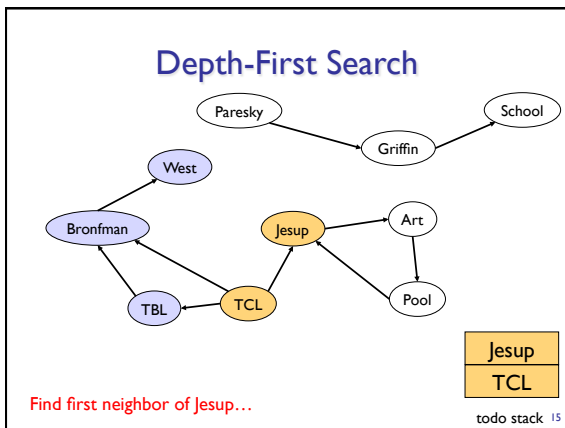 Depth-First Search
Paresky
School
Griffin
West
Bronfman
Jesup
Art
TBL
TCL
Pool
Jesup
TCL
Find first neighbor of Jesup…
todo stack 15